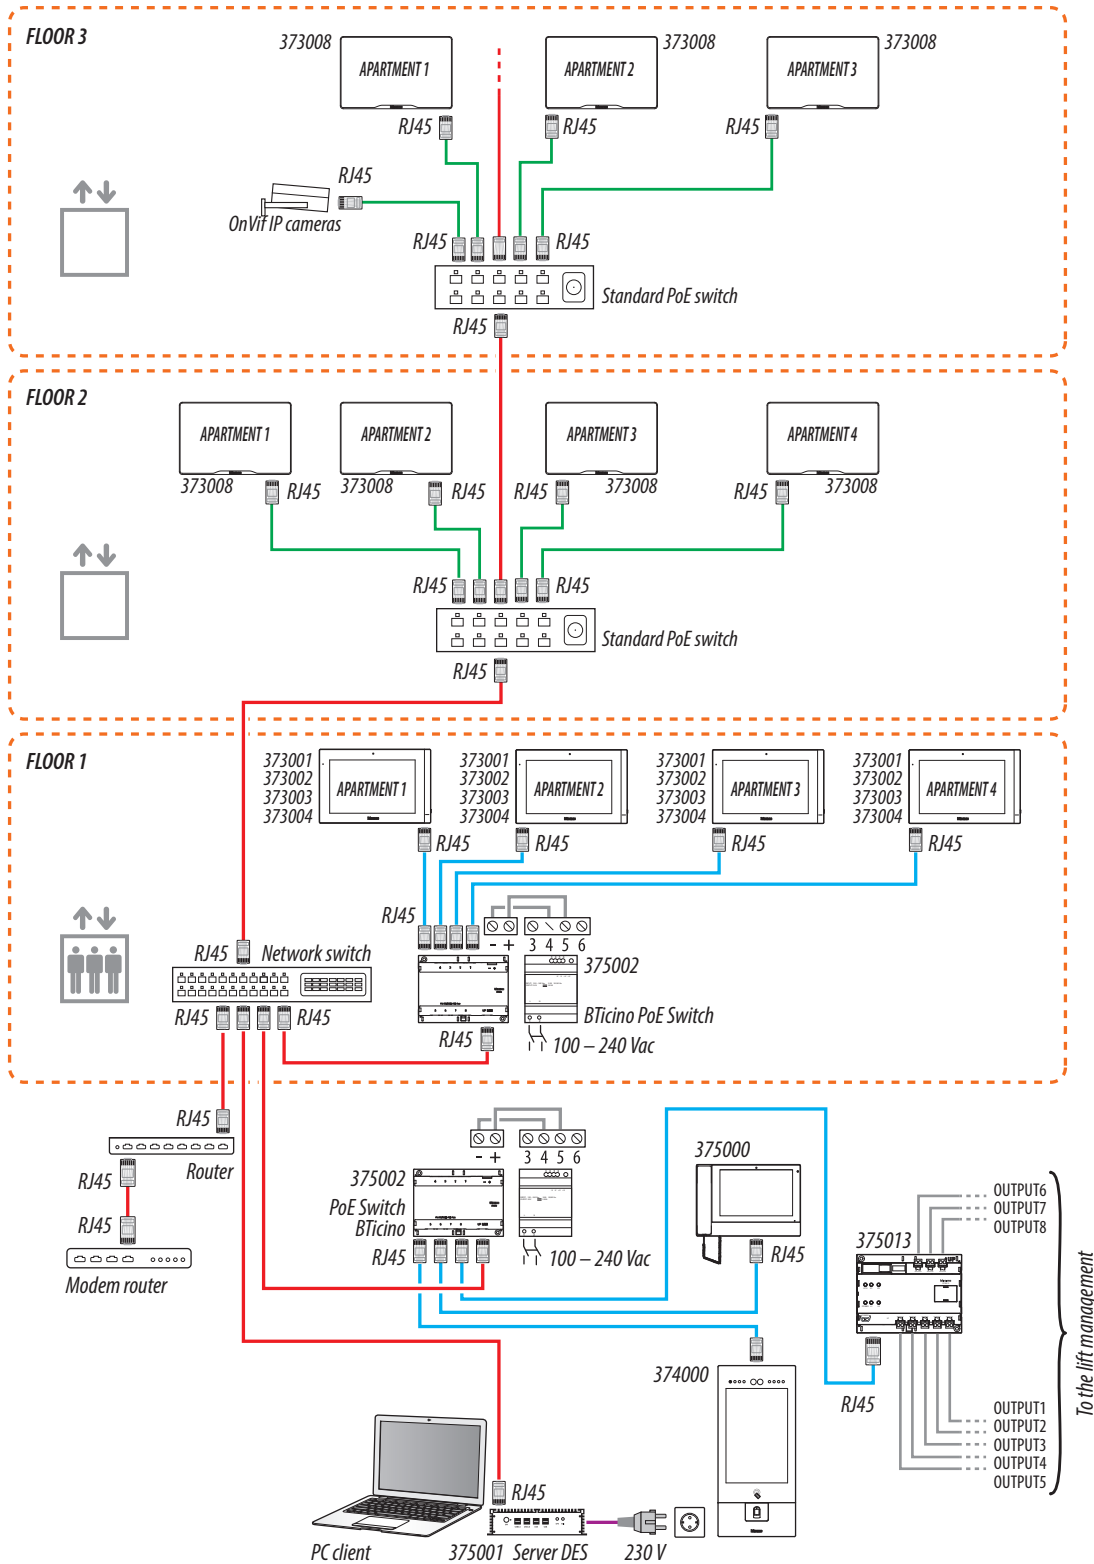 FLOOR 3
373008
373008
373008
APARTMENT 1
APARTMENT 2
APARTMENT 3
RJ45
RJ45
RJ45
RJ45
OnVif IP cameras
RJ45
RJ45
Standard PoE switch
RJ45
FLOOR 2
APARTMENT 1
APARTMENT 2
APARTMENT 3
APARTMENT 4
373008
373008
373008
373008
RJ45
RJ45
RJ45
RJ45
RJ45
RJ45
Standard PoE switch
RJ45
FLOOR 1
373001
373002
373003
373004
APARTMENT 1
373001
373002
373003
373004
APARTMENT 2
373001
373002
373003
373004
APARTMENT 3
373001
373002
373003
373004
APARTMENT 4
RJ45
RJ45
RJ45
RJ45
RJ45
- +
3 4 5 6
RJ45
Network switch
375002
BTicino PoE Switch
RJ45
RJ45
RJ45
100 – 240 Vac
RJ45
Router
RJ45
RJ45
Modem router
- +
3 4 5 6
375002
PoE Switch
BTicino
RJ45
100 – 240 Vac
375000
RJ45
OUTPUT6
OUTPUT7
OUTPUT8
375013
To the lift management
374000
RJ45
OUTPUT1
OUTPUT2
OUTPUT3
OUTPUT4
OUTPUT5
RJ45
PC client
375001 Server DES
230 V